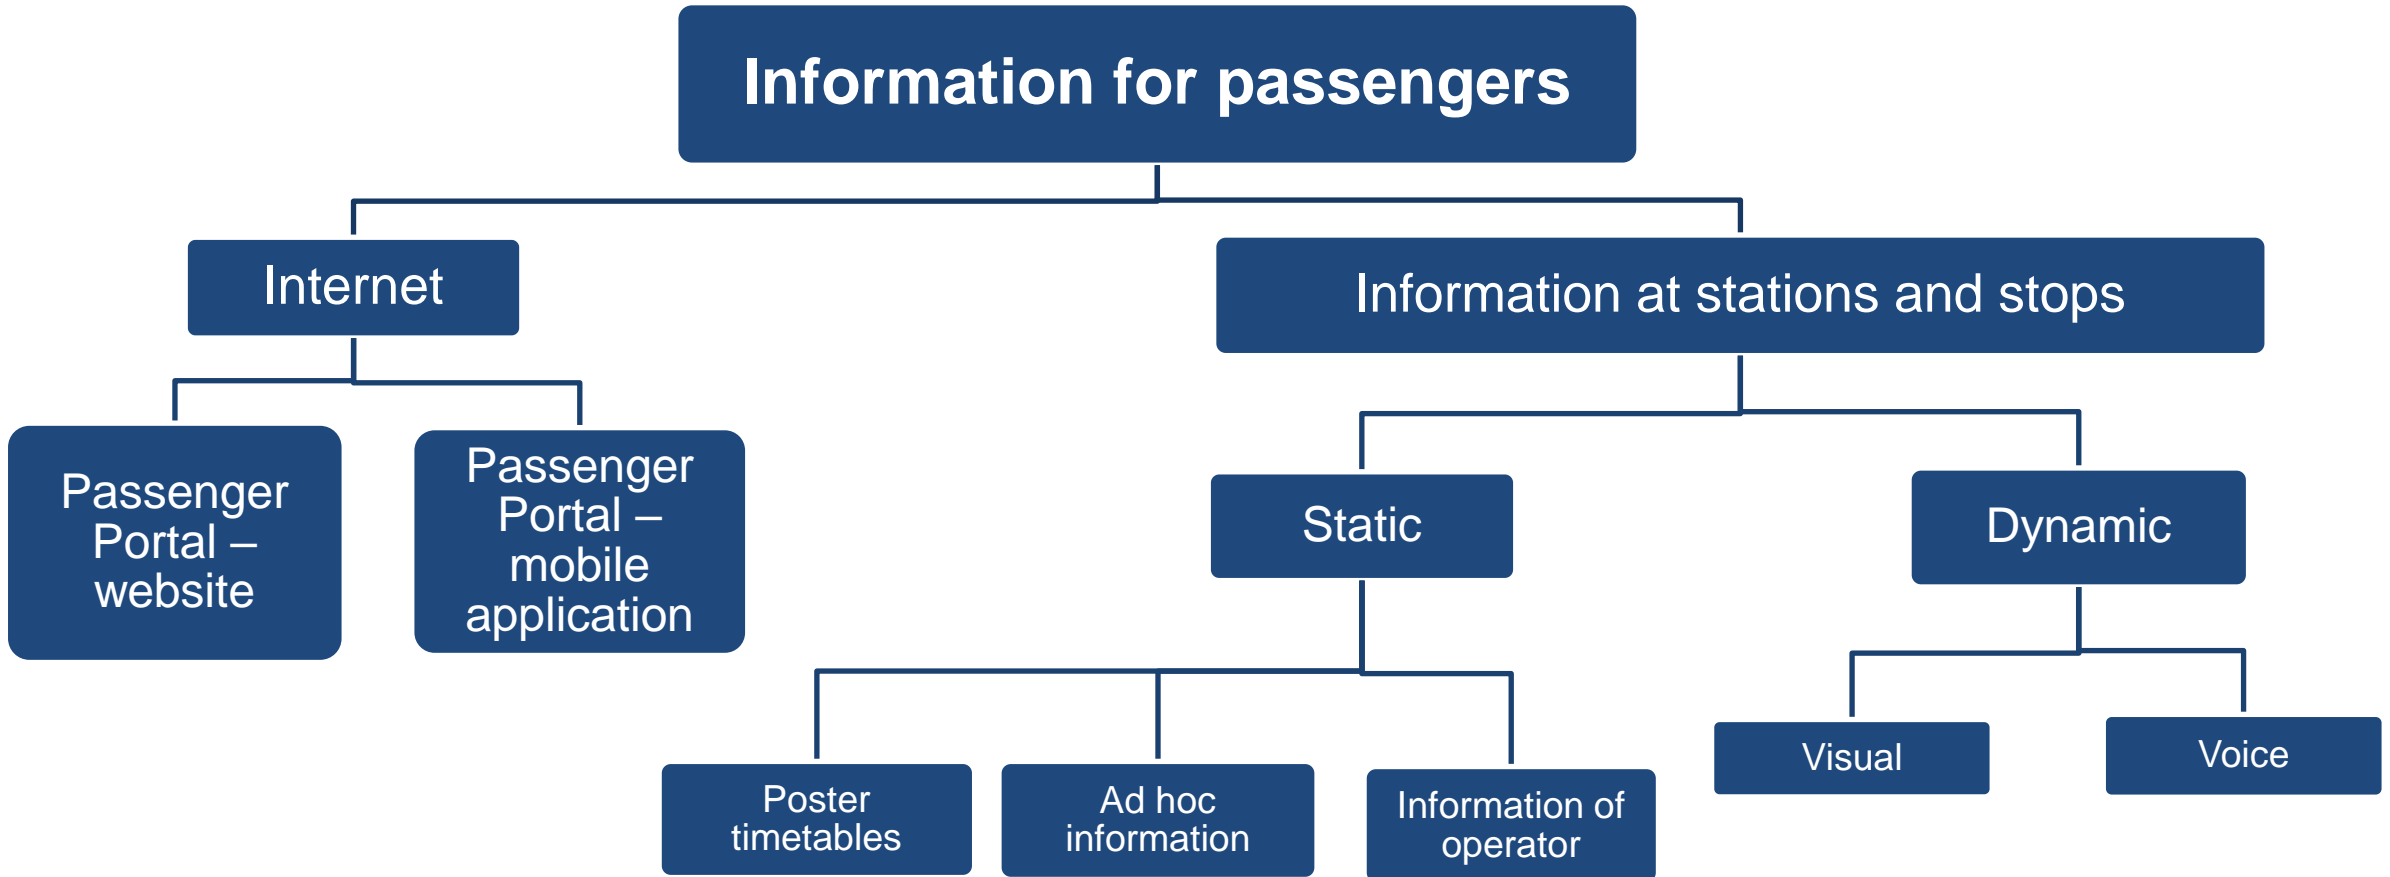 Information for passengers
Internet
Information at stations and stops
Passenger
Portal –
website
Passenger
Portal –
mobile
application
Static
Dynamic
Poster
timetables
Ad hoc
information
Information of
operator
Visual
Voice